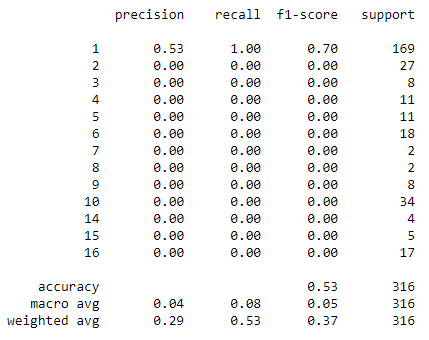 precision recall f1-score support
1 0.53 1.00 0.70 169
2 0.00 0.00 0.00 27
3 0.00 0.00 0.00 8
4 0.00 0.00 0.00 11
5 0.00 0.00 0.00 11
6 0.00 0.00 0.00 18
7 0.00 0.00 0.00 2
8 0.00 0.00 0.00 2
9 0.00 0.00 0.00 8
10 0.00 0.00 0.00 34
14 0.00 0.00 0.00 4
15 0.00 0.00 0.00 5
16 0.00 0.00 0.00 17
accuracy 0.53 316
macro avg 0.04 0.08 0.05 316
weighted avg 0.29 0.53 0.37 316